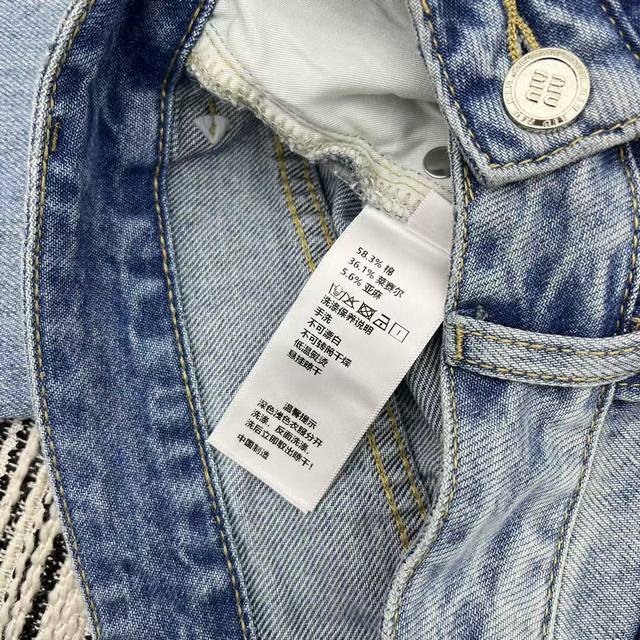 58.3% 棉
36.1% 莱赛尔
5.6% 亚麻
洗涤保养说明
手洗
不可漂白
不可转筒干燥
低温熨烫
悬挂晾干
温馨提示
深色浅色衣服分开
洗涤，反面洗涤，
洗后立即取出晾干！
中国制造
miu
miu